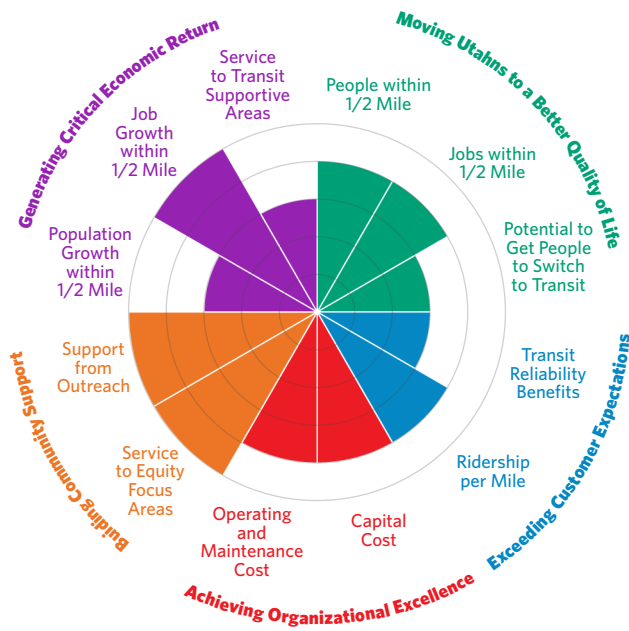 Generating Critical Economic Return
Moving Utahns to a Better Quality of Life
Service
to Transit
Supportive
Areas
People within
1/2 Mile
Job
Growth
within
1/2 Mile
Jobs within
1/2 Mile
Population
Growth
within
1/2 Mile
Potential to
Get People
to Switch
to Transit
Support
from
Outreach
Transit
Reliability
Benefits
Service
to Equity
Focus
Areas
Ridership
per Mile
Operating
and
Maintenance
Cost
Capital
Cost
Buiding Community Support
Exceeding Customer Expectations
Achieving Organizational Excellence